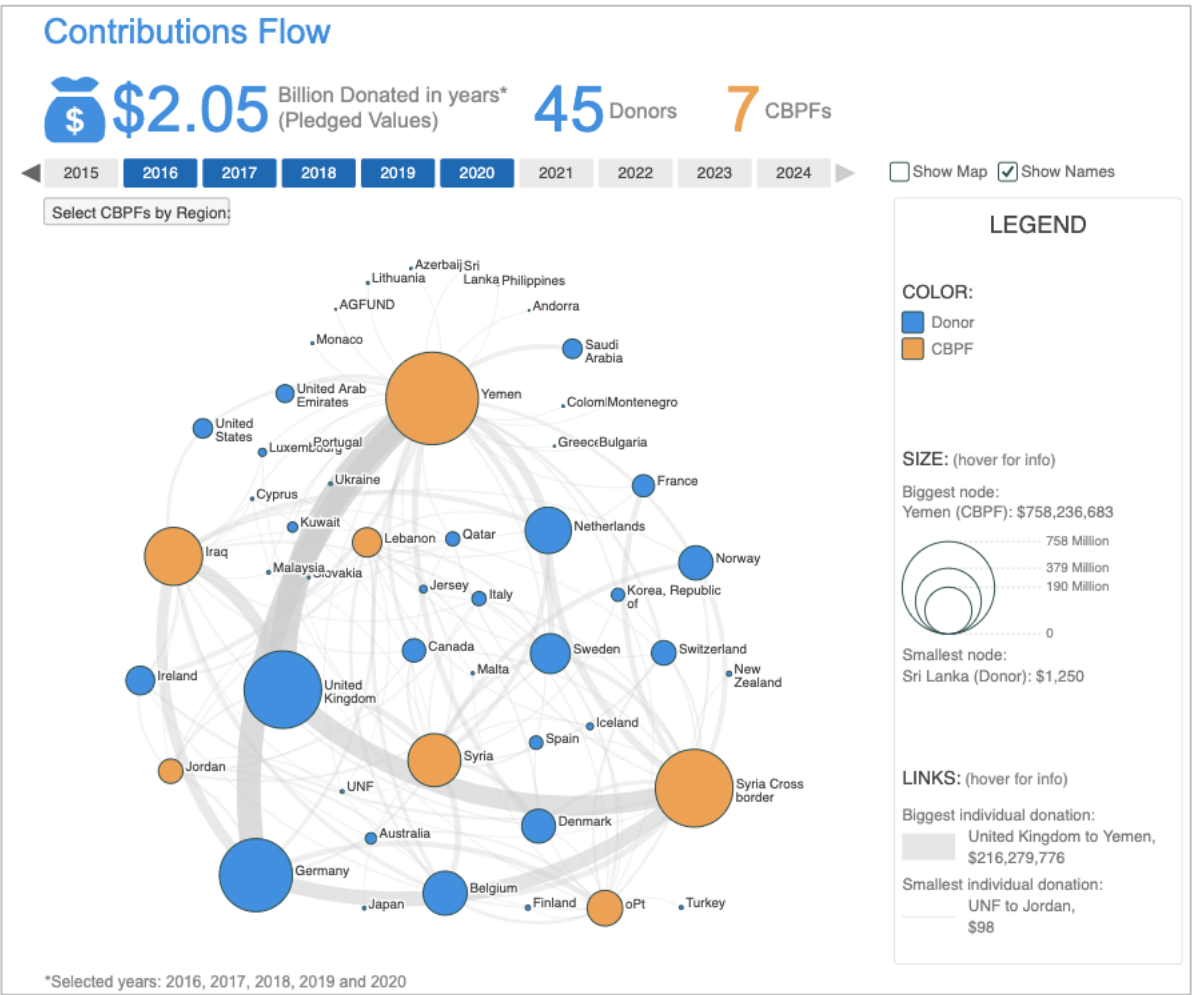 Contributions Flow
$2.05 Billion Donated in years*
(Pledged Values)
45 Donors
7 CBPFs
2015 2016 2017 2018 2019 2020 2021 2022 2023 2024
Show Map Show Names
Select CBPFs by Region:
Azerbaij Sri
Lanka Philippines
Lithuania
AGFUND
Andorra
Monaco
Saudi
Arabia
United Arab
Emirates
Yemen
Colom Montenegro
United
States
Luxembourg
Portugal
Greece Bulgaria
Ukraine
France
Cyprus
Kuwait
Netherlands
Lebanon
Qatar
Iraq
Norway
Malaysia
Slovakia
Jersey
Italy
Korea, Republic
of
Canada
Sweden
Switzerland
Malta
New
Zealand
Ireland
United
Kingdom
Iceland
Spain
Syria
Jordan
UNF
Syria Cross
border
Denmark
Australia
Germany
Belgium
Japan
Finland
oPt
Turkey
*Selected years: 2016, 2017, 2018, 2019 and 2020
LEGEND
COLOR:
Donor
CBPF
SIZE: (hover for info)
Biggest node:
Yemen (CBPF): $758,236,683
758 Million
379 Million
190 Million
0
Smallest node:
Sri Lanka (Donor): $1,250
LINKS: (hover for info)
Biggest individual donation:
United Kingdom to Yemen,
$216,279,776
Smallest individual donation:
UNF to Jordan,
$98